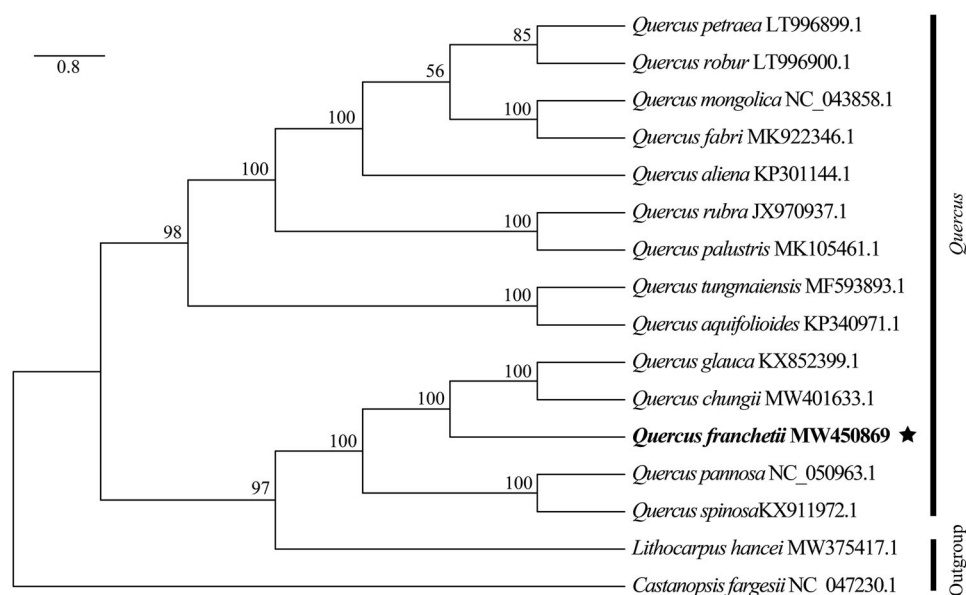 Quercus petraea LT996899.1
Quercus robur LT996900.1
Quercus mongolica NC_043858.1
Quercus fabri MK922346.1
Quercus aliena KP301144.1
Quercus rubra JX970937.1
Quercus palustris MK105461.1
Quercus tungmaiensis MF593893.1
Quercus aquifolioides KP340971.1
Quercus glauca KX852399.1
Quercus chungii MW401633.1
Quercus franchetii MW450869 ★
Quercus pannosa NC_050963.1
Quercus spinosaKX911972.1
Lithocarpus hancei MW375417.1
Castanopsis fargesii NC 047230.1
0.8
85
56
100
100
100
100
98
100
100
100
100
100
97
Quercus
Outgroup